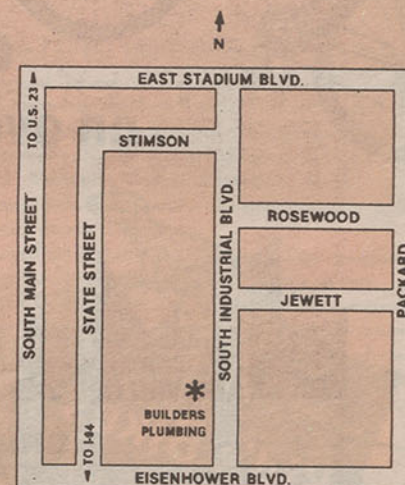 N
EAST STADIUM BLVD.
TO U.S. 23
STIMSON
SOUTH MAIN STREET
STATE STREET
SOUTH INDUSTRIAL BLVD.
ROSEWOOD
PACKARD
JEWETT
*
BUILDERS
PLUMBING
TO I-94
EISENHOWER BLVD.